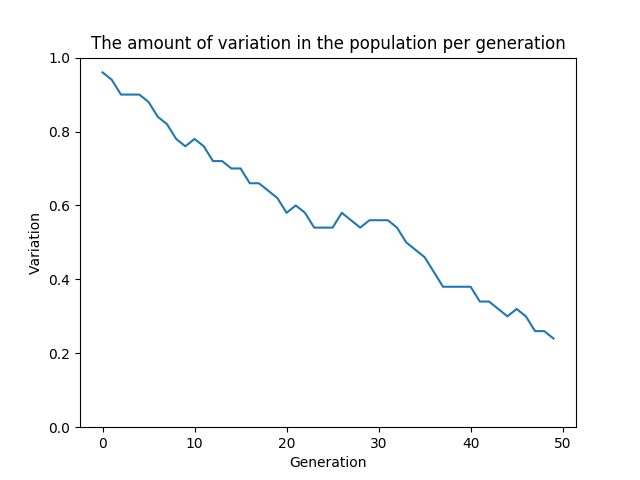 The amount of variation in the population per generation
1.0
0.8
0.6
0.4
0.2
0.0
Variation
0 10 20 30 40 50
Generation